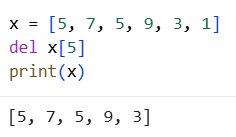 x = [5, 7, 5, 9, 3, 1]
del x[5]
print(x)
[5, 7, 5, 9, 3]